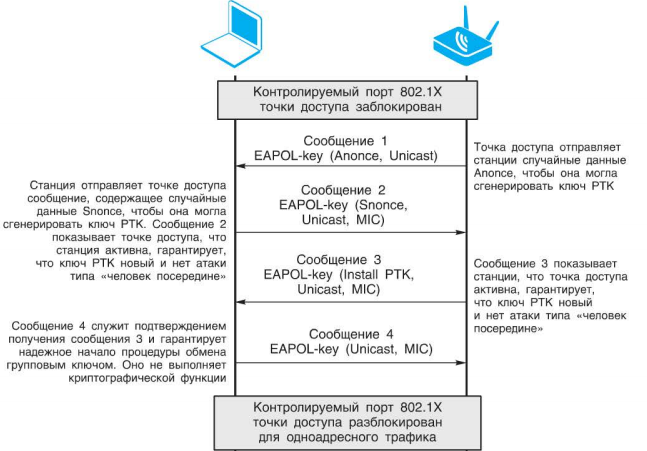 Контролируемый порт 802.1X
точки доступа заблокирован
Сообщение 1
EAPOL-key (Anonce, Unicast)
Точка доступа отправляет
станции случайные данные
Anonce, чтобы она могла
сгенерировать ключ PTK
Станция отправляет точке доступа
сообщение, содержащее случайные
данные Snonce, чтобы она могла
сгенерировать ключ PTK. Сообщение 2
показывает точке доступа, что
станция активна, гарантирует,
что ключ PTK новый и нет атаки
типа «человек посередине»
Сообщение 2
EAPOL-key (Snonce,
Unicast, MIC)
Сообщение 3
EAPOL-key (Install PTK,
Unicast, MIC)
Сообщение 3 показывает
станции, что точка доступа
активна, гарантирует,
что ключ PTK новый
и нет атаки типа «человек
посередине»
Сообщение 4 служит подтверждением
получения сообщения 3 и гарантирует
надежное начало процедуры обмена
групповым ключом. Оно не выполняет
криптографической функции
Сообщение 4
EAPOL-key (Unicast, MIC)
Контролируемый порт 802.1X
точки доступа разблокирован
для одноадресного трафика